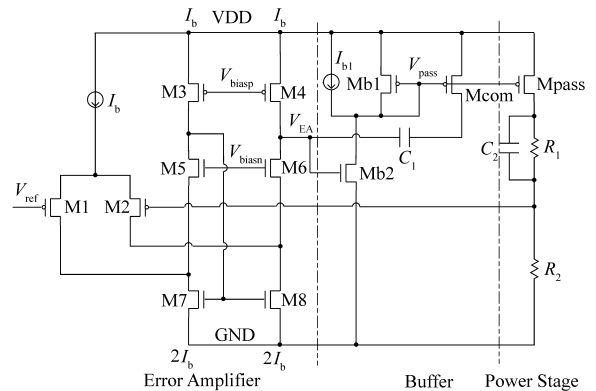 I_b VDD I_b
I_b
I_b1
M3
V_biasp
M4
Mb1
V_pass
Mcom
Mpass
V_EA
C_1
C_2
R_1
M5
V_biasn
M6
Mb2
V_ref
M1
M2
R_2
M7
M8
GND
2I_b 2I_b
Error Amplifier Buffer Power Stage